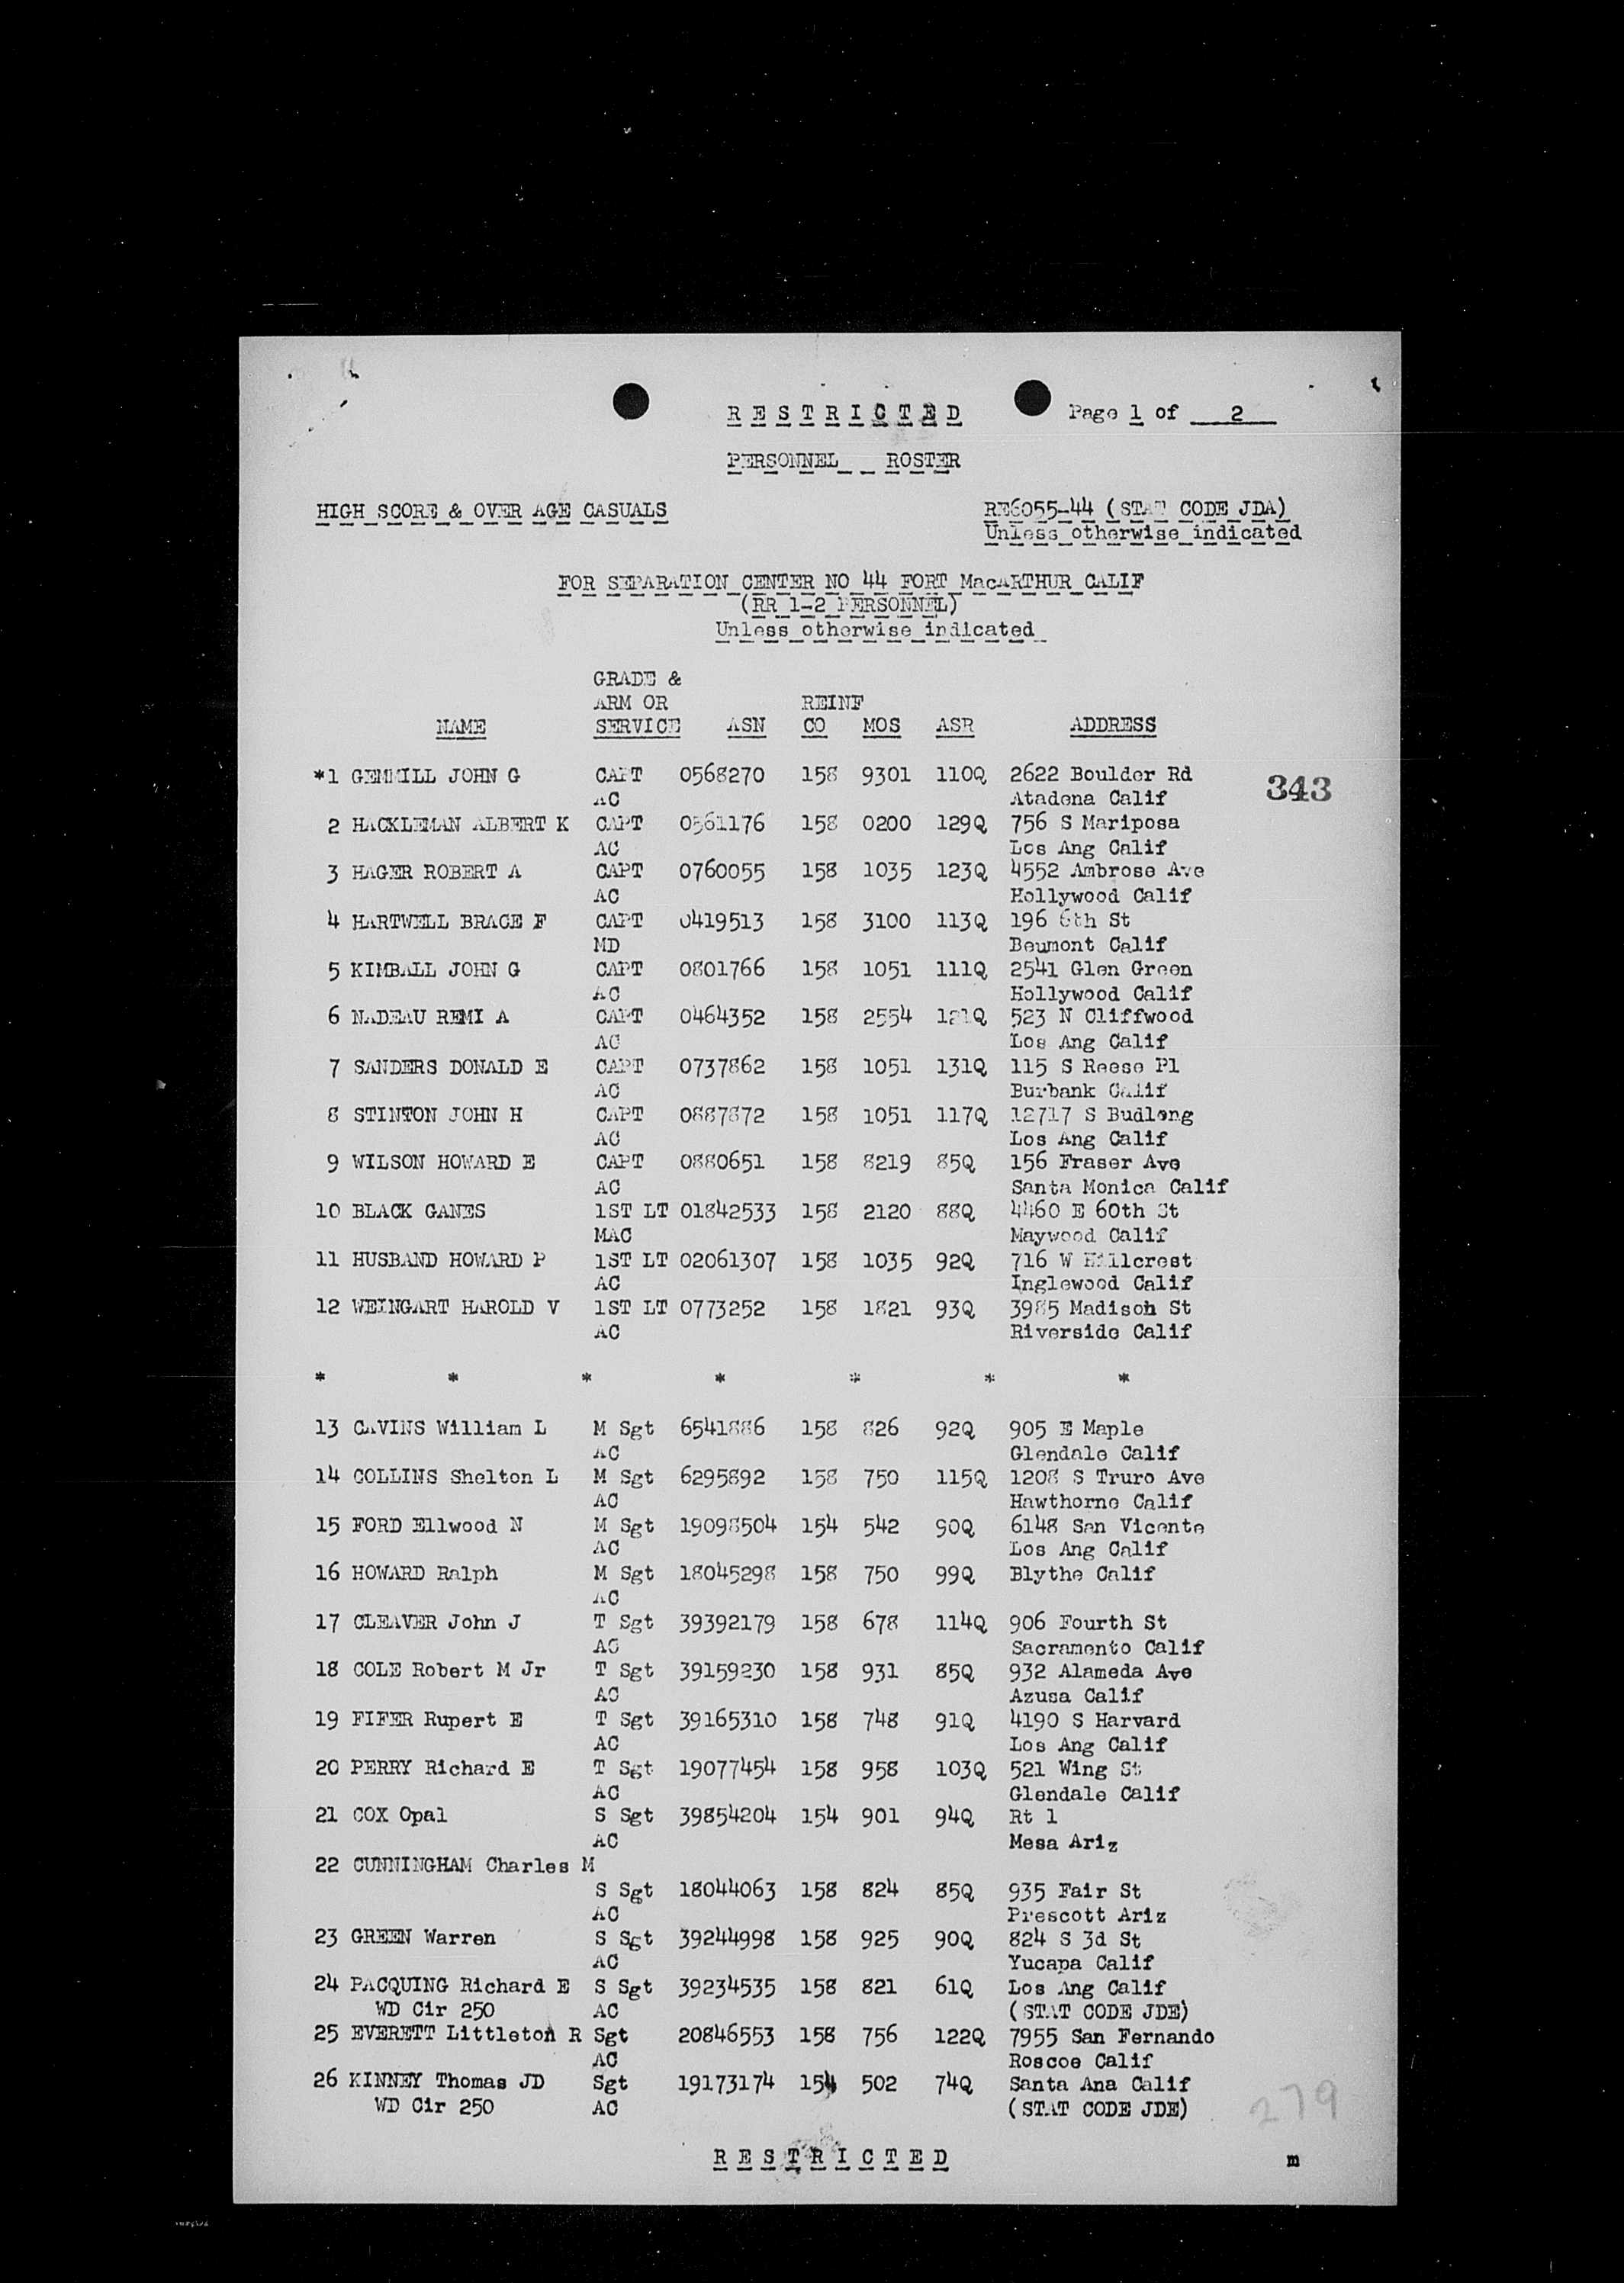 RESTRICTED Page 1 of 2
PERSONNEL ROSTER
HIGH SCORE & OVER AGE CASUALS RE6055-44 (STAT CODE JDA)
Unless otherwise indicated
FOR SEPARATION CENTER NO 44 FORT MacARTHUR CALIF
(RR 1-2 PERSONNEL)
Unless otherwise indicated
GRADE &
ARM OR REINF
NAME SERVICE ASN CO MOS ASR ADDRESS
*1 GEMMILL JOHN G CAPT 0568270 158 9301 110Q 2622 Boulder Rd
343
AC Atadena Calif
2 HACKLEMAN ALBERT K CAPT 0561176 158 0200 129Q 756 S Mariposa
AC Los Ang Calif
3 HAGER ROBERT A CAPT 0760055 158 1035 123Q 4552 Ambrose Ave
AC Hollywood Calif
4 HARTWELL BRACE F CAPT 0419513 158 3100 113Q 196 6th St
MD Beumont Calif
5 KIMBALL JOHN G CAPT 0801766 158 1051 111Q 2541 Glen Green
AC Hollywood Calif
6 NADEAU REMI A CAPT 0464352 158 2554 121Q 523 N Cliffwood
AC Los Ang Calif
7 SANDERS DONALD E CAPT 0737862 158 1051 131Q 115 S Reese Pl
AC Burbank Calif
8 STINTON JOHN H CAPT 0887872 158 1051 117Q 12717 S Budlong
AC Los Ang Calif
9 WILSON HOWARD E CAPT 0880651 158 8219 85Q 156 Fraser Ave
AC Santa Monica Calif
10 BLACK GANES 1ST LT 01842533 158 2120 88Q 4460 E 60th St
MAC Maywood Calif
11 HUSBAND HOWARD P 1ST LT 02061307 158 1035 92Q 716 W Hillcrest
AC Inglewood Calif
12 WEINGART HAROLD V 1ST LT 0773252 158 1821 93Q 3985 Madison St
AC Riverside Calif
* * * * * * *
13 CAVINS William L M Sgt 6541886 158 826 92Q 905 E Maple
AC Glendale Calif
14 COLLINS Shelton L M Sgt 6295892 158 750 115Q 1208 S Truro Ave
AC Hawthorne Calif
15 FORD Ellwood N M Sgt 19098504 154 542 90Q 6148 San Vicente
AC Los Ang Calif
16 HOWARD Ralph M Sgt 18045298 158 750 99Q Blythe Calif
AC
17 CLEAVER John J T Sgt 39392179 158 678 114Q 906 Fourth St
AC Sacramento Calif
18 COLE Robert M Jr T Sgt 39159230 158 931 85Q 932 Alameda Ave
AC Azusa Calif
19 FIFER Rupert E T Sgt 39165310 158 748 91Q 4190 S Harvard
AC Los Ang Calif
20 PERRY Richard E T Sgt 19077454 158 958 103Q 521 Wing St
AC Glendale Calif
21 COX Opal S Sgt 39854204 154 901 94Q Rt 1
AC Mesa Ariz
22 CUNNINGHAM Charles M
S Sgt 18044063 158 824 85Q 935 Fair St
AC Prescott Ariz
23 GREEN Warren S Sgt 39244998 158 925 90Q 824 S 3d St
AC Yucapa Calif
24 PACQUING Richard E S Sgt 39234535 158 821 61Q Los Ang Calif
WD Cir 250 AC (STAT CODE JDE)
25 EVERETT Littleton R Sgt 20846553 158 756 122Q 7955 San Fernando
AC Roscoe Calif
26 KINNEY Thomas JD Sgt 19173174 154 502 74Q Santa Ana Calif
WD Cir 250 AC (STAT CODE JDE)
279
RESTRICTED m